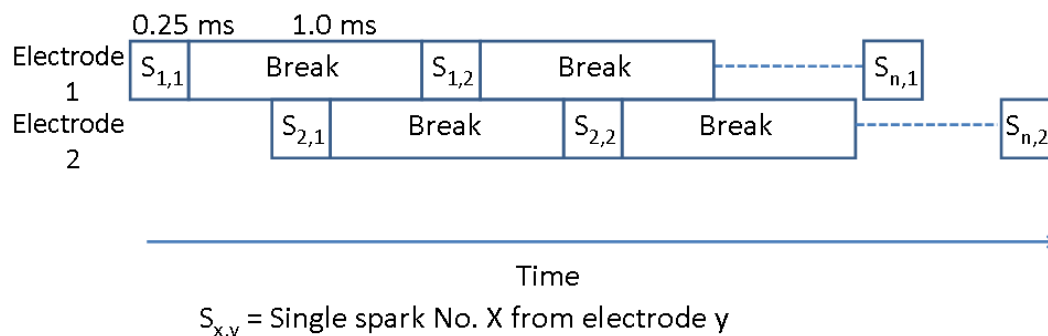 0.25 ms 1.0 ms
Electrode 1
S1,1 Break S1,2 Break Sn,1
Electrode 2
S2,1 Break S2,2 Break Sn,2
Time
Sx,y = Single spark No. X from electrode y